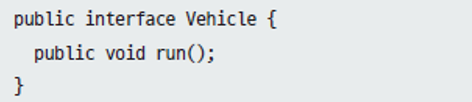 public interface Vehicle {
  public void run();
}